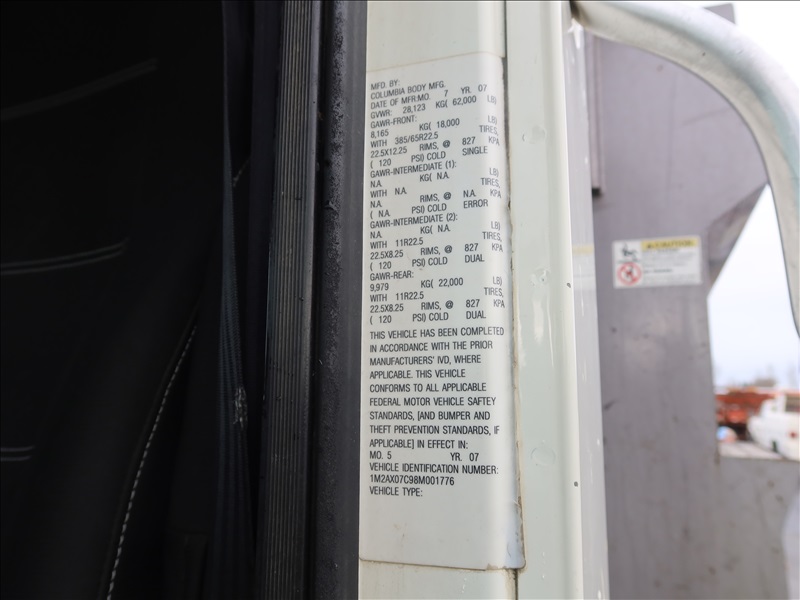 MFD. BY:
COLUMBIA BODY MFG.
DATE OF MFR:MO. 7 YR. 07
GVWR: 28,123 KG( 62,000 LB)
GAWR-FRONT:
8,165 KG( 18,000 LB)
WITH 385/65R22.5 TIRES,
22.5X12.25 RIMS, @ 827 KPA
( 120 PSI) COLD SINGLE
GAWR-INTERMEDIATE (1):
N.A. KG( N.A. LB)
WITH N.A. TIRES,
N.A. RIMS, @ N.A. KPA
( N.A. PSI) COLD ERROR
GAWR-INTERMEDIATE (2):
N.A. KG( N.A. LB)
WITH 11R22.5 TIRES,
22.5X8.25 RIMS, @ 827 KPA
( 120 PSI) COLD DUAL
GAWR-REAR:
9,979 KG( 22,000 LB)
WITH 11R22.5 TIRES,
22.5X8.25 RIMS, @ 827 KPA
( 120 PSI) COLD DUAL
THIS VEHICLE HAS BEEN COMPLETED
IN ACCORDANCE WITH THE PRIOR
MANUFACTURERS' IVD, WHERE
APPLICABLE. THIS VEHICLE
CONFORMS TO ALL APPLICABLE
FEDERAL MOTOR VEHICLE SAFTEY
STANDARDS, [AND BUMPER AND
THEFT PREVENTION STANDARDS, IF
APPLICABLE] IN EFFECT IN:
MO. 5 YR. 07
VEHICLE IDENTIFICATION NUMBER:
1M2AX07C98M001776
VEHICLE TYPE: